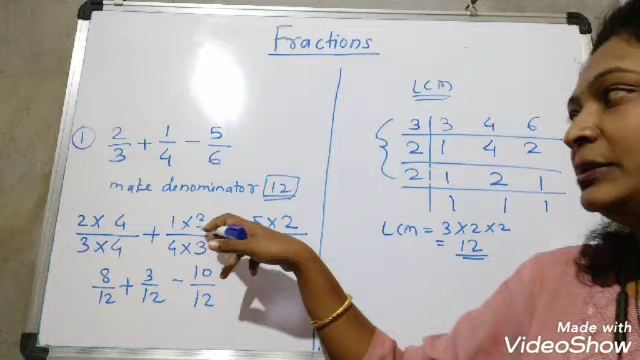 Fractions
① 2/3 + 1/4 − 5/6
make denominator 12
2 × 4 / 3 × 4 + 1 × 3 / 4 × 3 5 × 2
8/12 + 3/12 − 10/12
LCM
3 | 3 4 6
2 | 1 4 2
2 | 1 2 1
| 1 1 1
LCM = 3 × 2 × 2
= 12
Made with
VideoShow